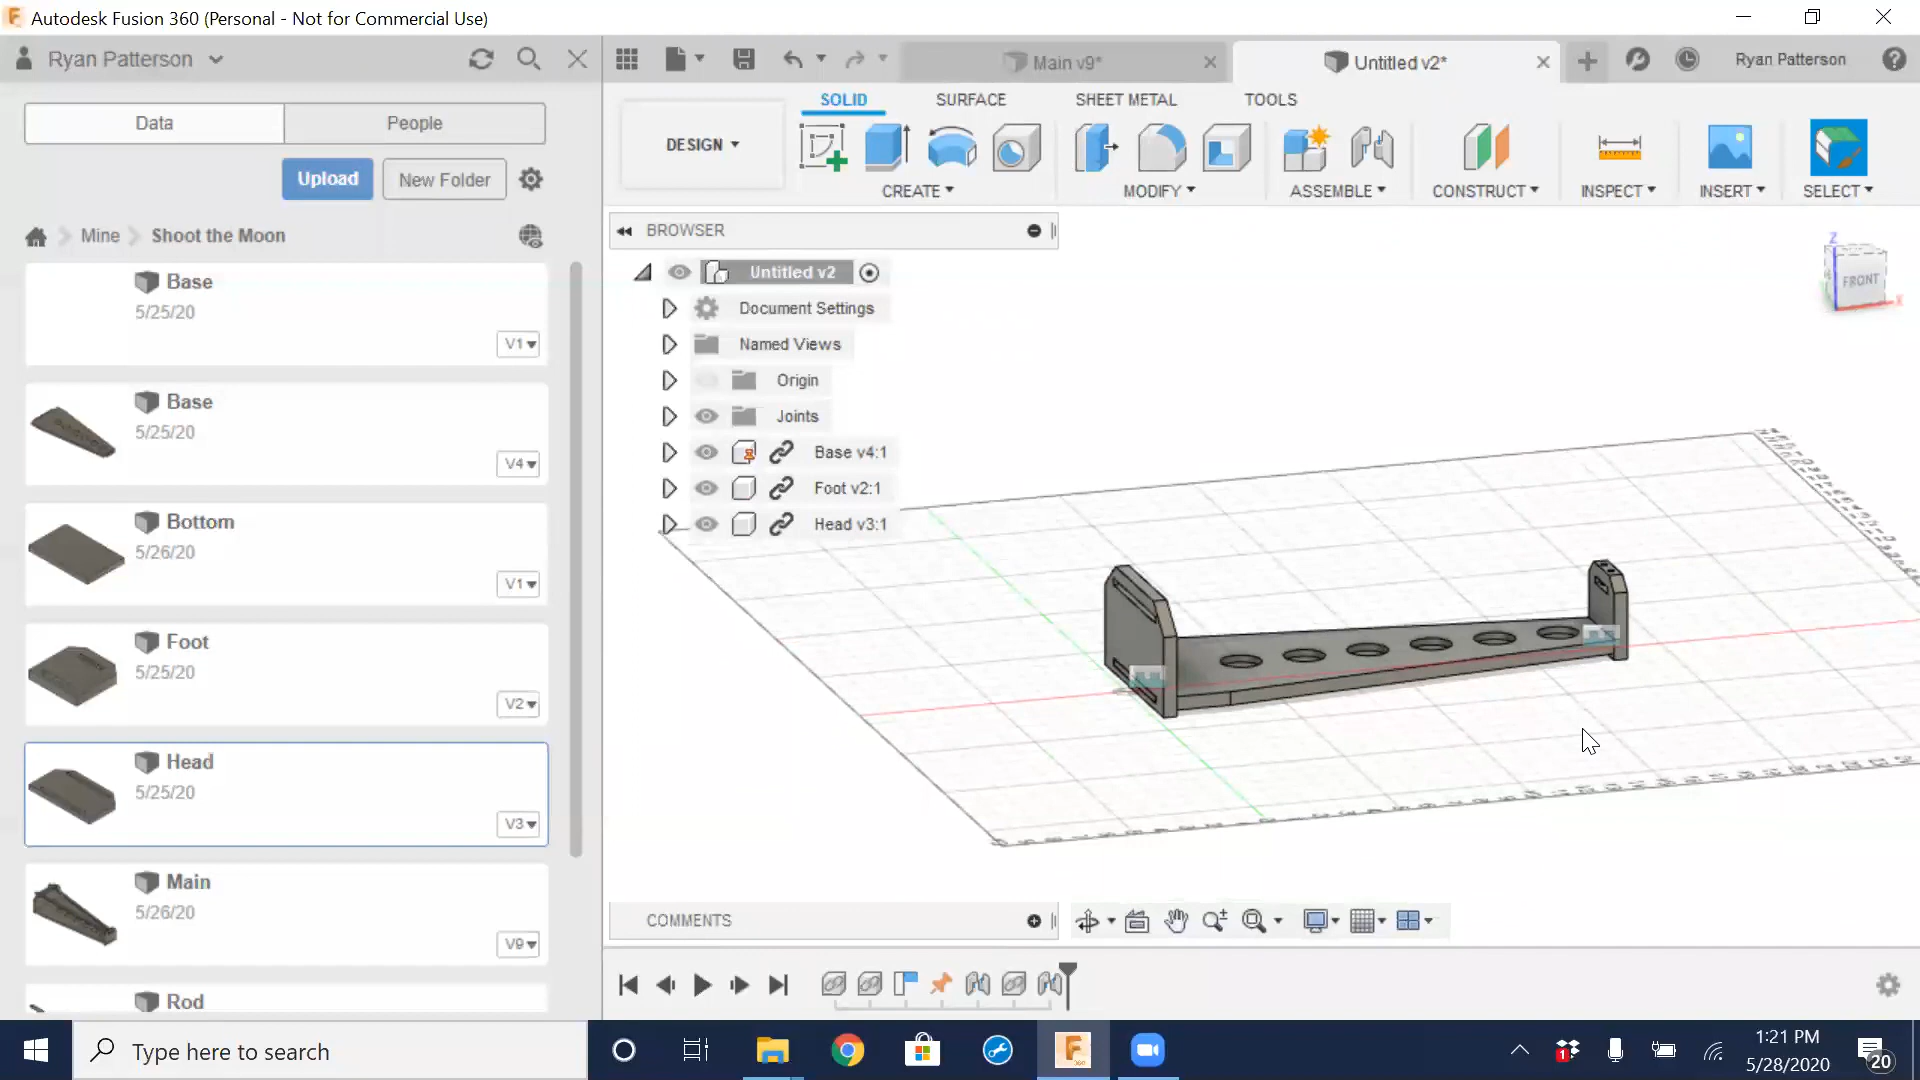 Autodesk Fusion 360 (Personal - Not for Commercial Use)
Ryan Patterson
Main v9*
Untitled v2*
Ryan Patterson
Data
People
Upload
New Folder
Mine
Shoot the Moon
Base
5/25/20
V1
Base
5/25/20
V4
Bottom
5/26/20
V1
Foot
5/25/20
V2
Head
5/25/20
V3
Main
5/26/20
V9
Rod
DESIGN
SOLID
SURFACE
SHEET METAL
TOOLS
CREATE
MODIFY
ASSEMBLE
CONSTRUCT
INSPECT
INSERT
SELECT
BROWSER
Untitled v2
Document Settings
Named Views
Origin
Joints
Base v4:1
Foot v2:1
Head v3:1
Z
FRONT
X
COMMENTS
Type here to search
F
360
1
1:21 PM
5/28/2020
20